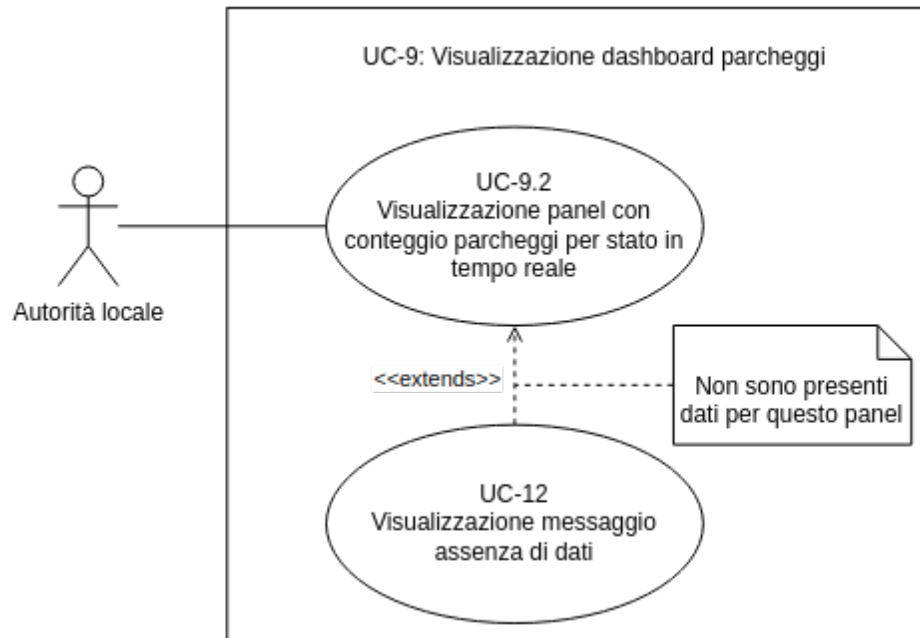 UC-9: Visualizzazione dashboard parcheggi
UC-9.2
Visualizzazione panel con
conteggio parcheggi per stato in
tempo reale
Autorità locale
<<extends>>
Non sono presenti
dati per questo panel
UC-12
Visualizzazione messaggio
assenza di dati